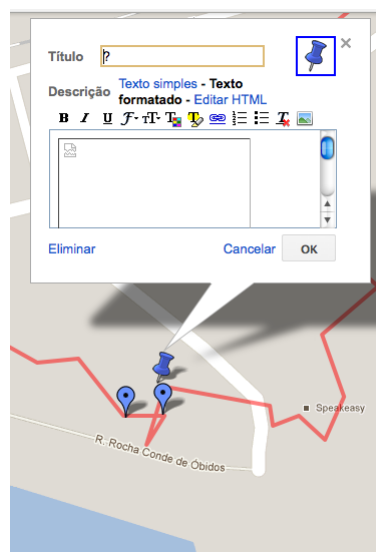 Título ?
Descrição Texto simples - Texto
formatado - Editar HTML
B I U F T T T
Eliminar Cancelar OK
Speakeasy
R. Rocha Conde de Óbidos